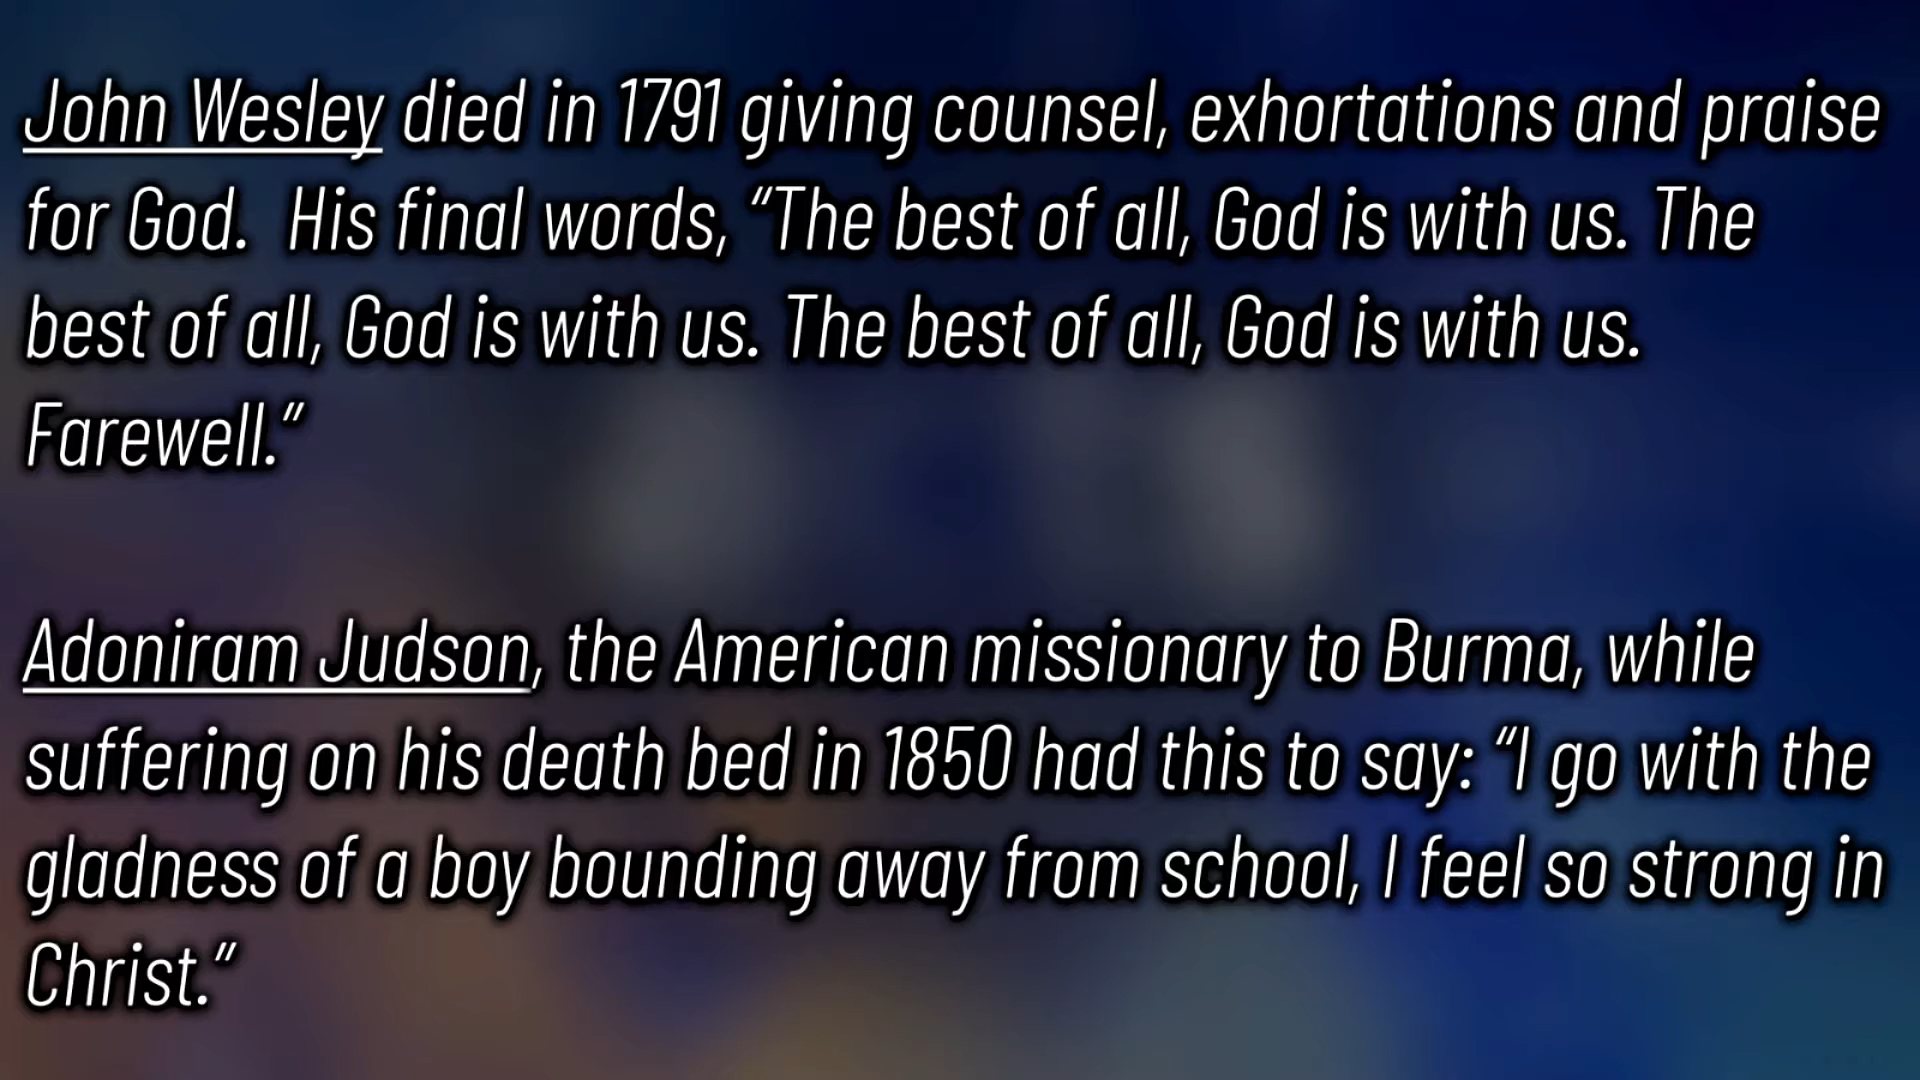 John Wesley died in 1791 giving counsel, exhortations and praise
for God.  His final words, “The best of all, God is with us. The
best of all, God is with us. The best of all, God is with us.
Farewell.”
Adoniram Judson, the American missionary to Burma, while
suffering on his death bed in 1850 had this to say: “I go with the
gladness of a boy bounding away from school, I feel so strong in
Christ.”